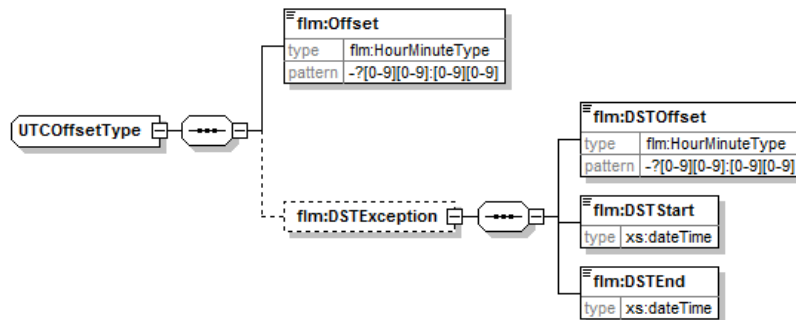 flm:Offset
type flm:HourMinuteType
pattern -?[0-9][0-9]:[0-9][0-9]
UTCOffsetType
flm:DSTOffset
type flm:HourMinuteType
pattern -?[0-9][0-9]:[0-9][0-9]
flm:DSTException
flm:DSTStart
type xs:dateTime
flm:DSTEnd
type xs:dateTime